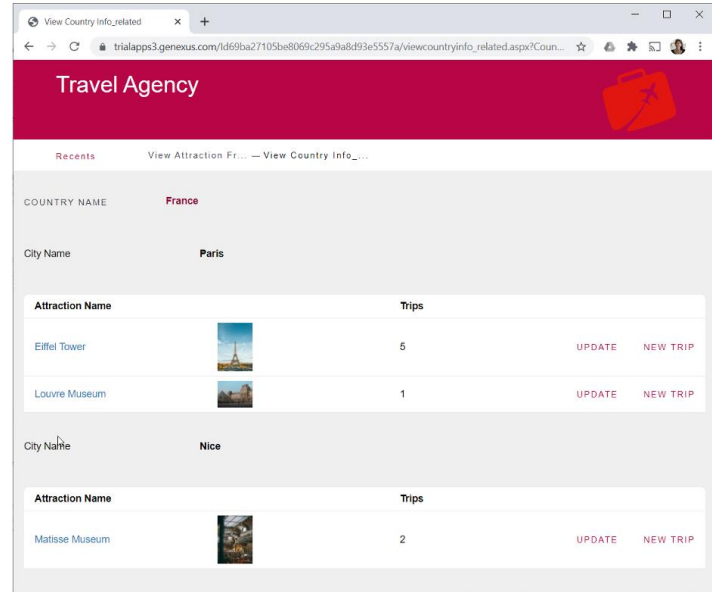 View Country Info_related
trialapps3.genexus.com/Id69ba27105be8069c295a9a8d93e5557a/viewcountryinfo_related.aspx?Coun...
Travel Agency
Recents View Attraction Fr... — View Country Info_...
COUNTRY NAME France
City Name Paris
Attraction Name Trips
Eiffel Tower 5 UPDATE NEW TRIP
Louvre Museum 1 UPDATE NEW TRIP
City Name Nice
Attraction Name Trips
Matisse Museum 2 UPDATE NEW TRIP